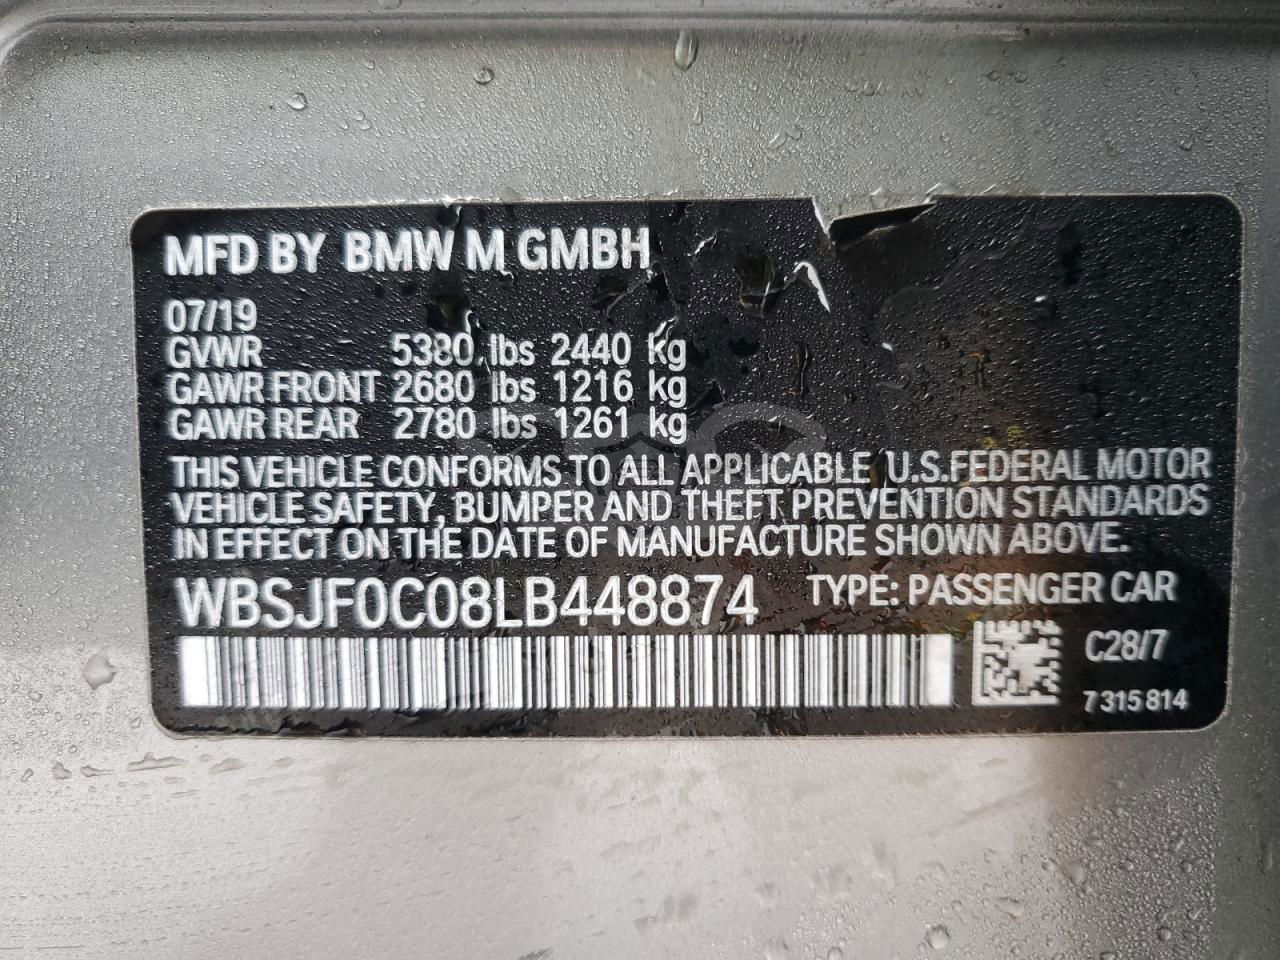 MFD BY BMW M GMBH
07/19
GVWR 5380 lbs 2440 kg
GAWR FRONT 2680 lbs 1216 kg
GAWR REAR 2780 lbs 1261 kg
THIS VEHICLE CONFORMS TO ALL APPLICABLE U.S.FEDERAL MOTOR
VEHICLE SAFETY, BUMPER AND THEFT PREVENTION STANDARDS
IN EFFECT ON THE DATE OF MANUFACTURE SHOWN ABOVE.
WBSJF0C08LB448874 TYPE: PASSENGER CAR
C28/7
7 315 814